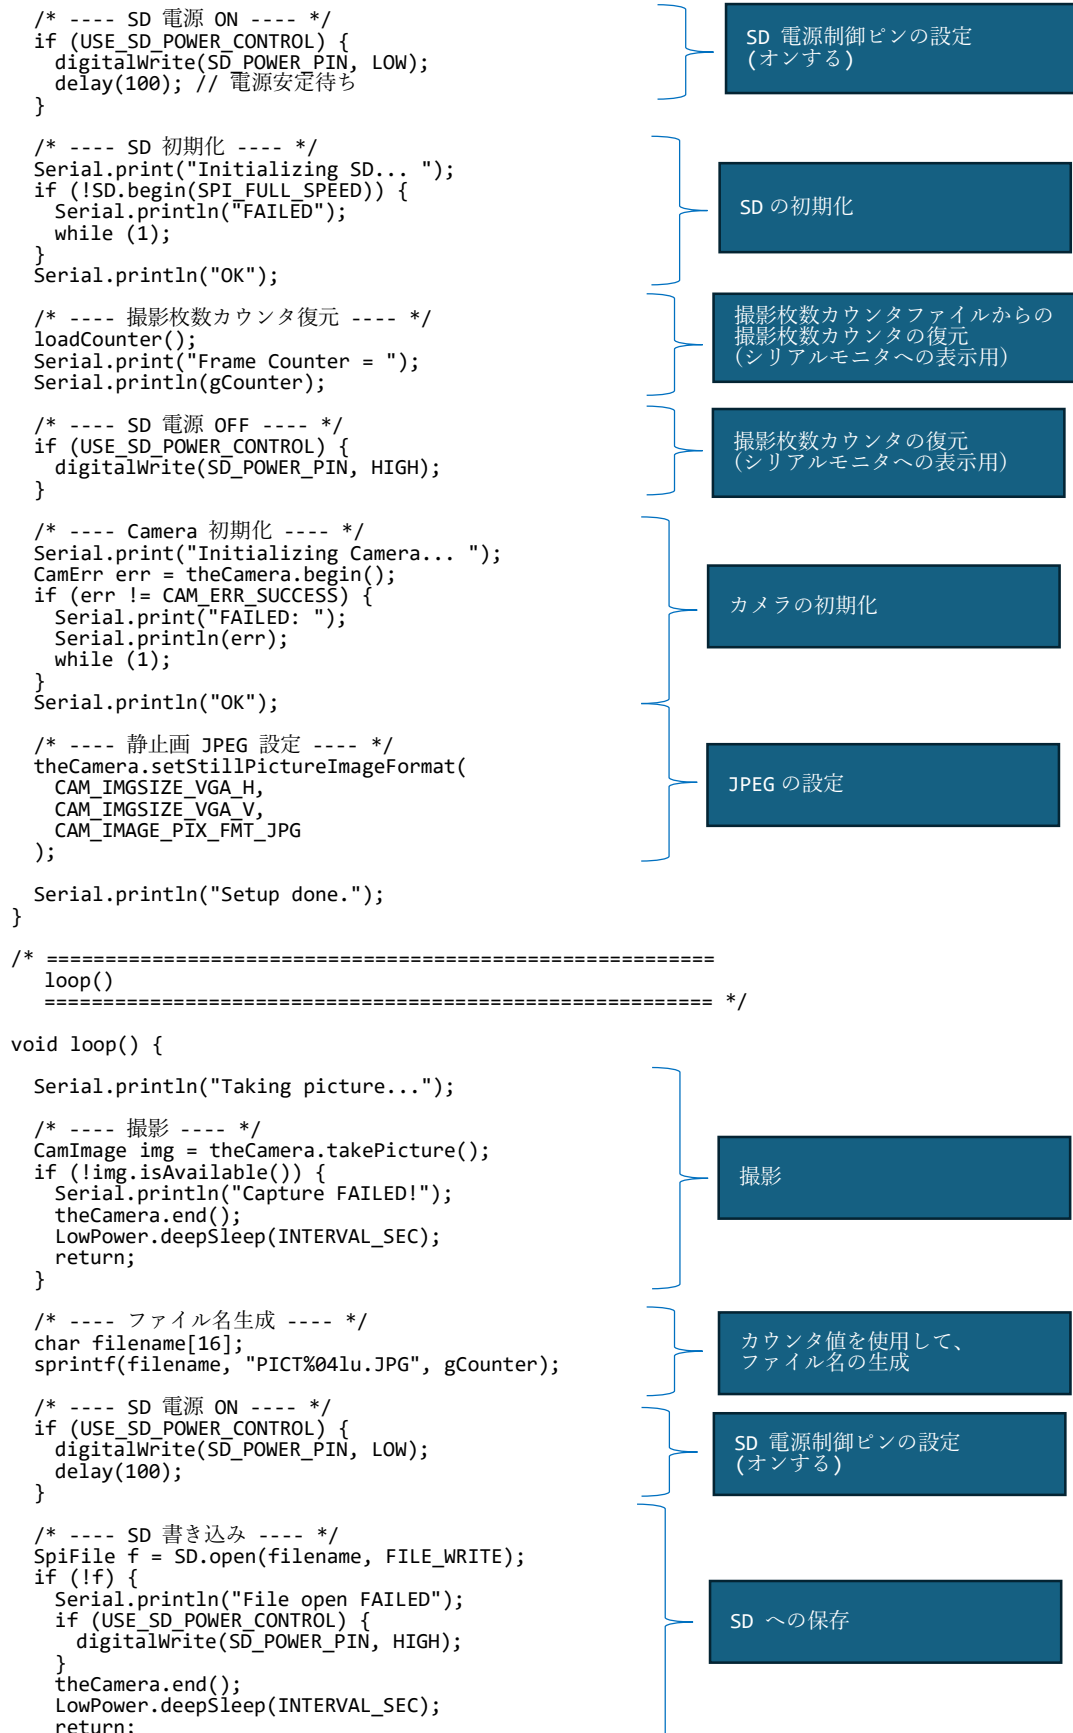 /* ---- SD 電源 ON ---- */
if (USE_SD_POWER_CONTROL) {
digitalWrite(SD_POWER_PIN, LOW);
delay(100); // 電源安定待ち
}
SD 電源制御ピンの設定
(オンする)
/* ---- SD 初期化 ---- */
Serial.print("Initializing SD... ");
if (!SD.begin(SPI_FULL_SPEED)) {
Serial.println("FAILED");
while (1);
}
Serial.println("OK");
SD の初期化
/* ---- 撮影枚数カウンタ復元 ---- */
loadCounter();
Serial.print("Frame Counter = ");
Serial.println(gCounter);
撮影枚数カウンタファイルからの
撮影枚数カウンタの復元
(シリアルモニタへの表示用)
/* ---- SD 電源 OFF ---- */
if (USE_SD_POWER_CONTROL) {
digitalWrite(SD_POWER_PIN, HIGH);
}
撮影枚数カウンタの復元
(シリアルモニタへの表示用)
/* ---- Camera 初期化 ---- */
Serial.print("Initializing Camera... ");
CamErr err = theCamera.begin();
if (err != CAM_ERR_SUCCESS) {
Serial.print("FAILED: ");
Serial.println(err);
while (1);
}
Serial.println("OK");
カメラの初期化
/* ---- 静止画 JPEG 設定 ---- */
theCamera.setStillPictureImageFormat(
CAM_IMGSIZE_VGA_H,
CAM_IMGSIZE_VGA_V,
CAM_IMAGE_PIX_FMT_JPG
);
JPEG の設定
Serial.println("Setup done.");
}
/* =========================================================
loop()
========================================================= */
void loop() {
Serial.println("Taking picture...");
/* ---- 撮影 ---- */
CamImage img = theCamera.takePicture();
if (!img.isAvailable()) {
Serial.println("Capture FAILED!");
theCamera.end();
LowPower.deepSleep(INTERVAL_SEC);
return;
}
撮影
/* ---- ファイル名生成 ---- */
char filename[16];
sprintf(filename, "PICT%04lu.JPG", gCounter);
カウンタ値を使用して、
ファイル名の生成
/* ---- SD 電源 ON ---- */
if (USE_SD_POWER_CONTROL) {
digitalWrite(SD_POWER_PIN, LOW);
delay(100);
}
SD 電源制御ピンの設定
(オンする)
/* ---- SD 書き込み ---- */
SpiFile f = SD.open(filename, FILE_WRITE);
if (!f) {
Serial.println("File open FAILED");
if (USE_SD_POWER_CONTROL) {
digitalWrite(SD_POWER_PIN, HIGH);
}
theCamera.end();
LowPower.deepSleep(INTERVAL_SEC);
return;
SD への保存